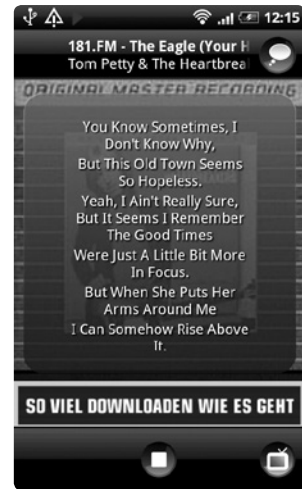 12:15
181.FM - The Eagle (Your H
Tom Petty & The Heartbrea
ORIGINAL MASTER RECORDING
You Know Sometimes, I
Don't Know Why,
But This Old Town Seems
So Hopeless.
Yeah, I Ain't Really Sure,
But It Seems I Remember
The Good Times
Were Just A Little Bit More
In Focus.
But When She Puts Her
Arms Around Me
I Can Somehow Rise Above
It.
SO VIEL DOWNLOADEN WIE ES GEHT